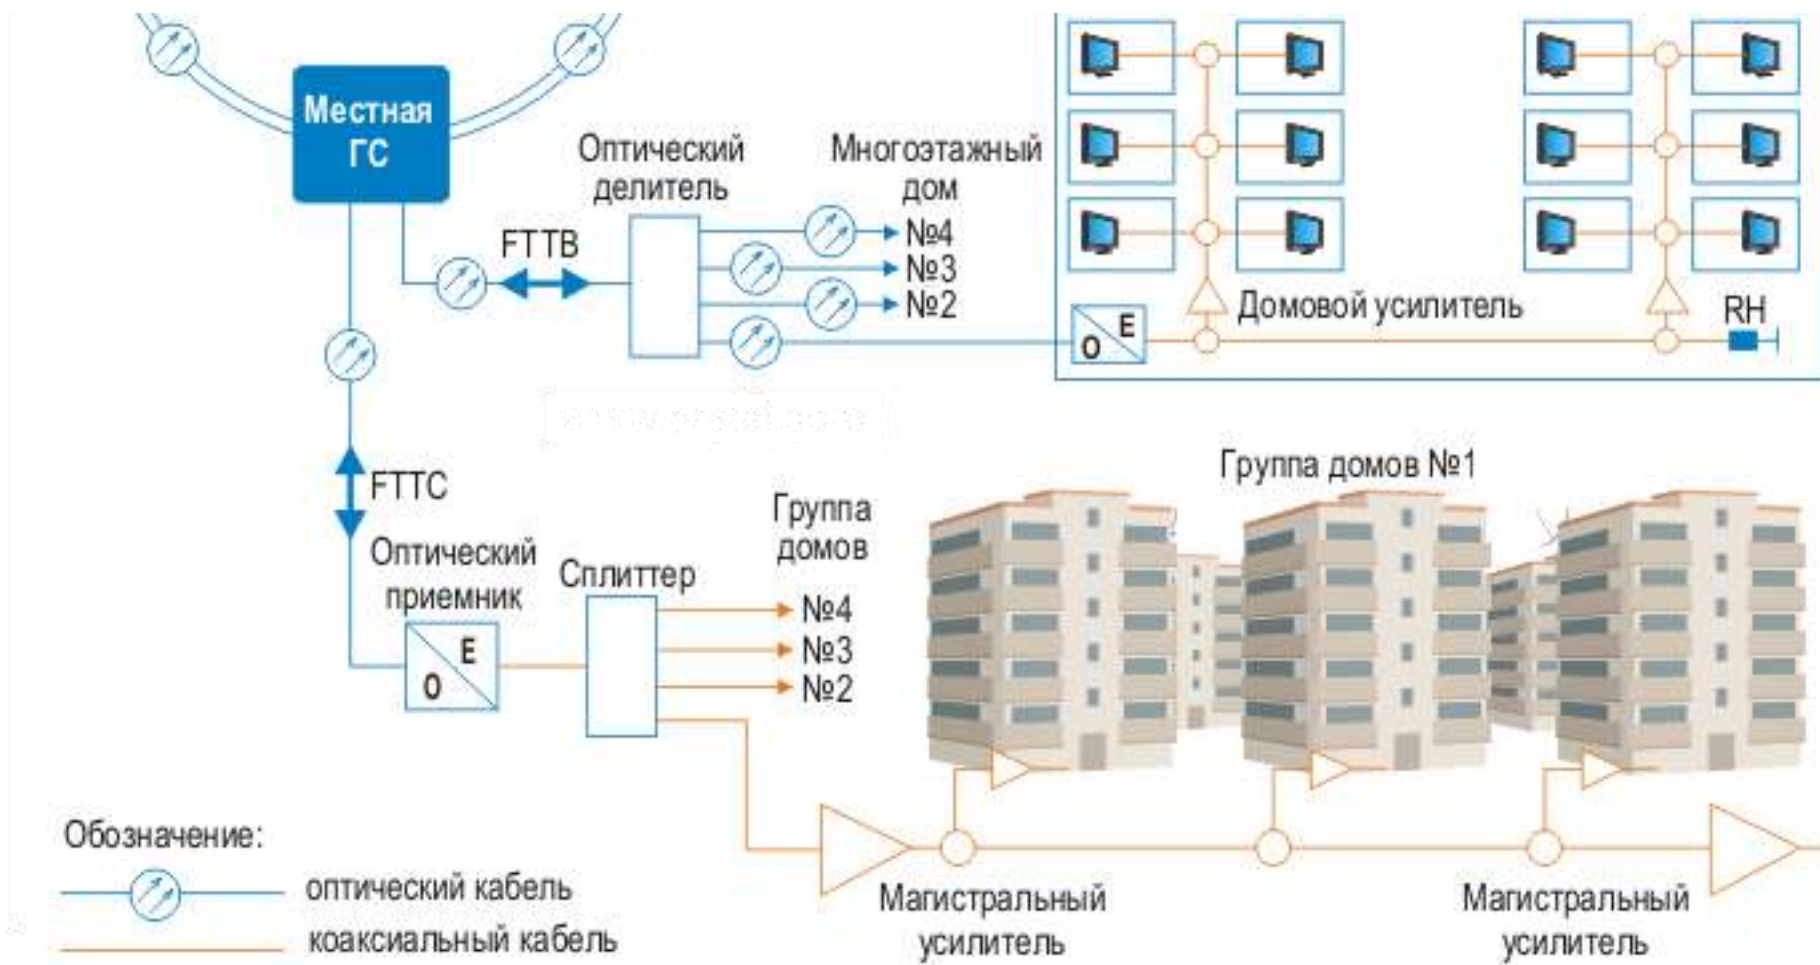 Местная
ГС
Оптический
делитель
Многоэтажный
дом
№4
№3
№2
FTTB
Домовой усилитель
RH
E
O
FTTC
Оптический
приемник
E
O
Сплиттер
Группа
домов
№4
№3
№2
Группа домов №1
Магистральный
усилитель
Магистральный
усилитель
Обозначение:
оптический кабель
коаксиальный кабель